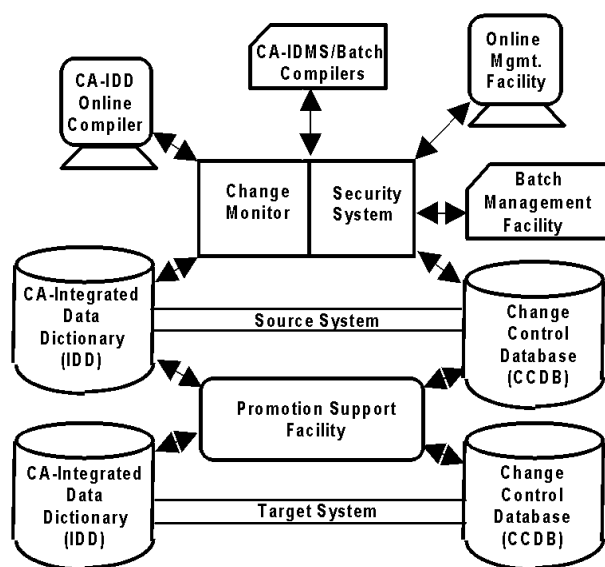 CA-IDD
Online
Compiler
CA-IDMS/Batch
Compilers
Online
Mgmt.
Facility
Change
Monitor
Security
System
Batch
Management
Facility
CA-Integrated
Data
Dictionary
(IDD)
Source System
Change
Control
Database
(CCDB)
Promotion Support
Facility
CA-Integrated
Data
Dictionary
(IDD)
Target System
Change
Control
Database
(CCDB)